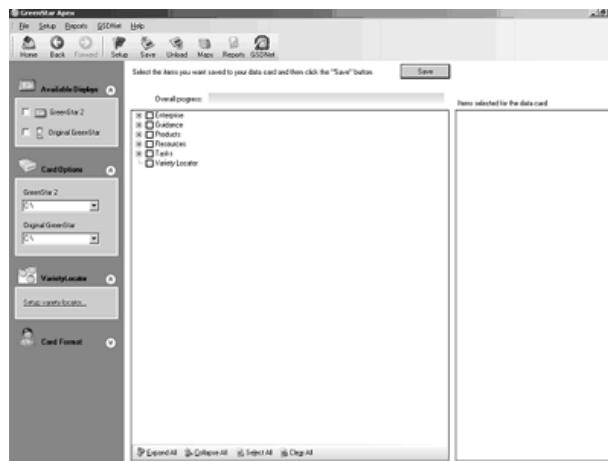 GreenStar Apex
File Setup Reports GSDNet Help
Home Back Forward Setup Save Unload Maps Reports GSDNet
Select the items you want saved to your data card and then click the "Save" button.
Save
Available Displays
Overall progress:
Items selected for the data card
GreenStar 2
Original GreenStar
Enterprise
Guidance
Products
Resources
Tasks
Variety Locator
Card Options
GreenStar 2
C:\
Original GreenStar
C:\
VarietyLocator
Setup variety locator...
Card Format
Expand All Collapse All Select All Clear All